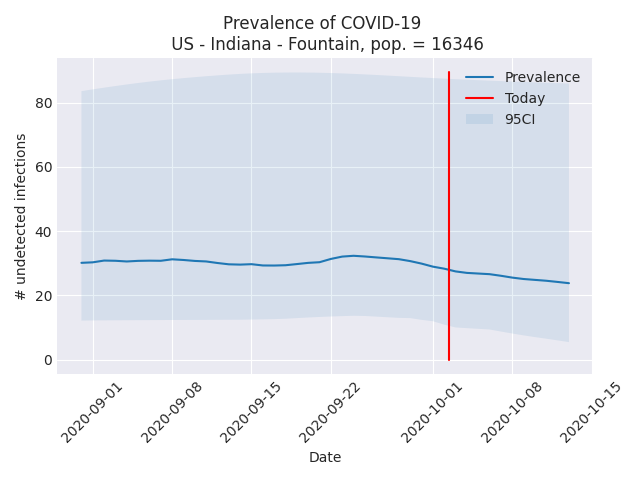 Prevalence of COVID-19
US - Indiana - Fountain, pop. = 16346
Prevalence
Today
95CI
80
60
40
20
0
# undetected infections
2020-09-01
2020-09-08
2020-09-15
2020-09-22
2020-10-01
2020-10-08
2020-10-15
Date